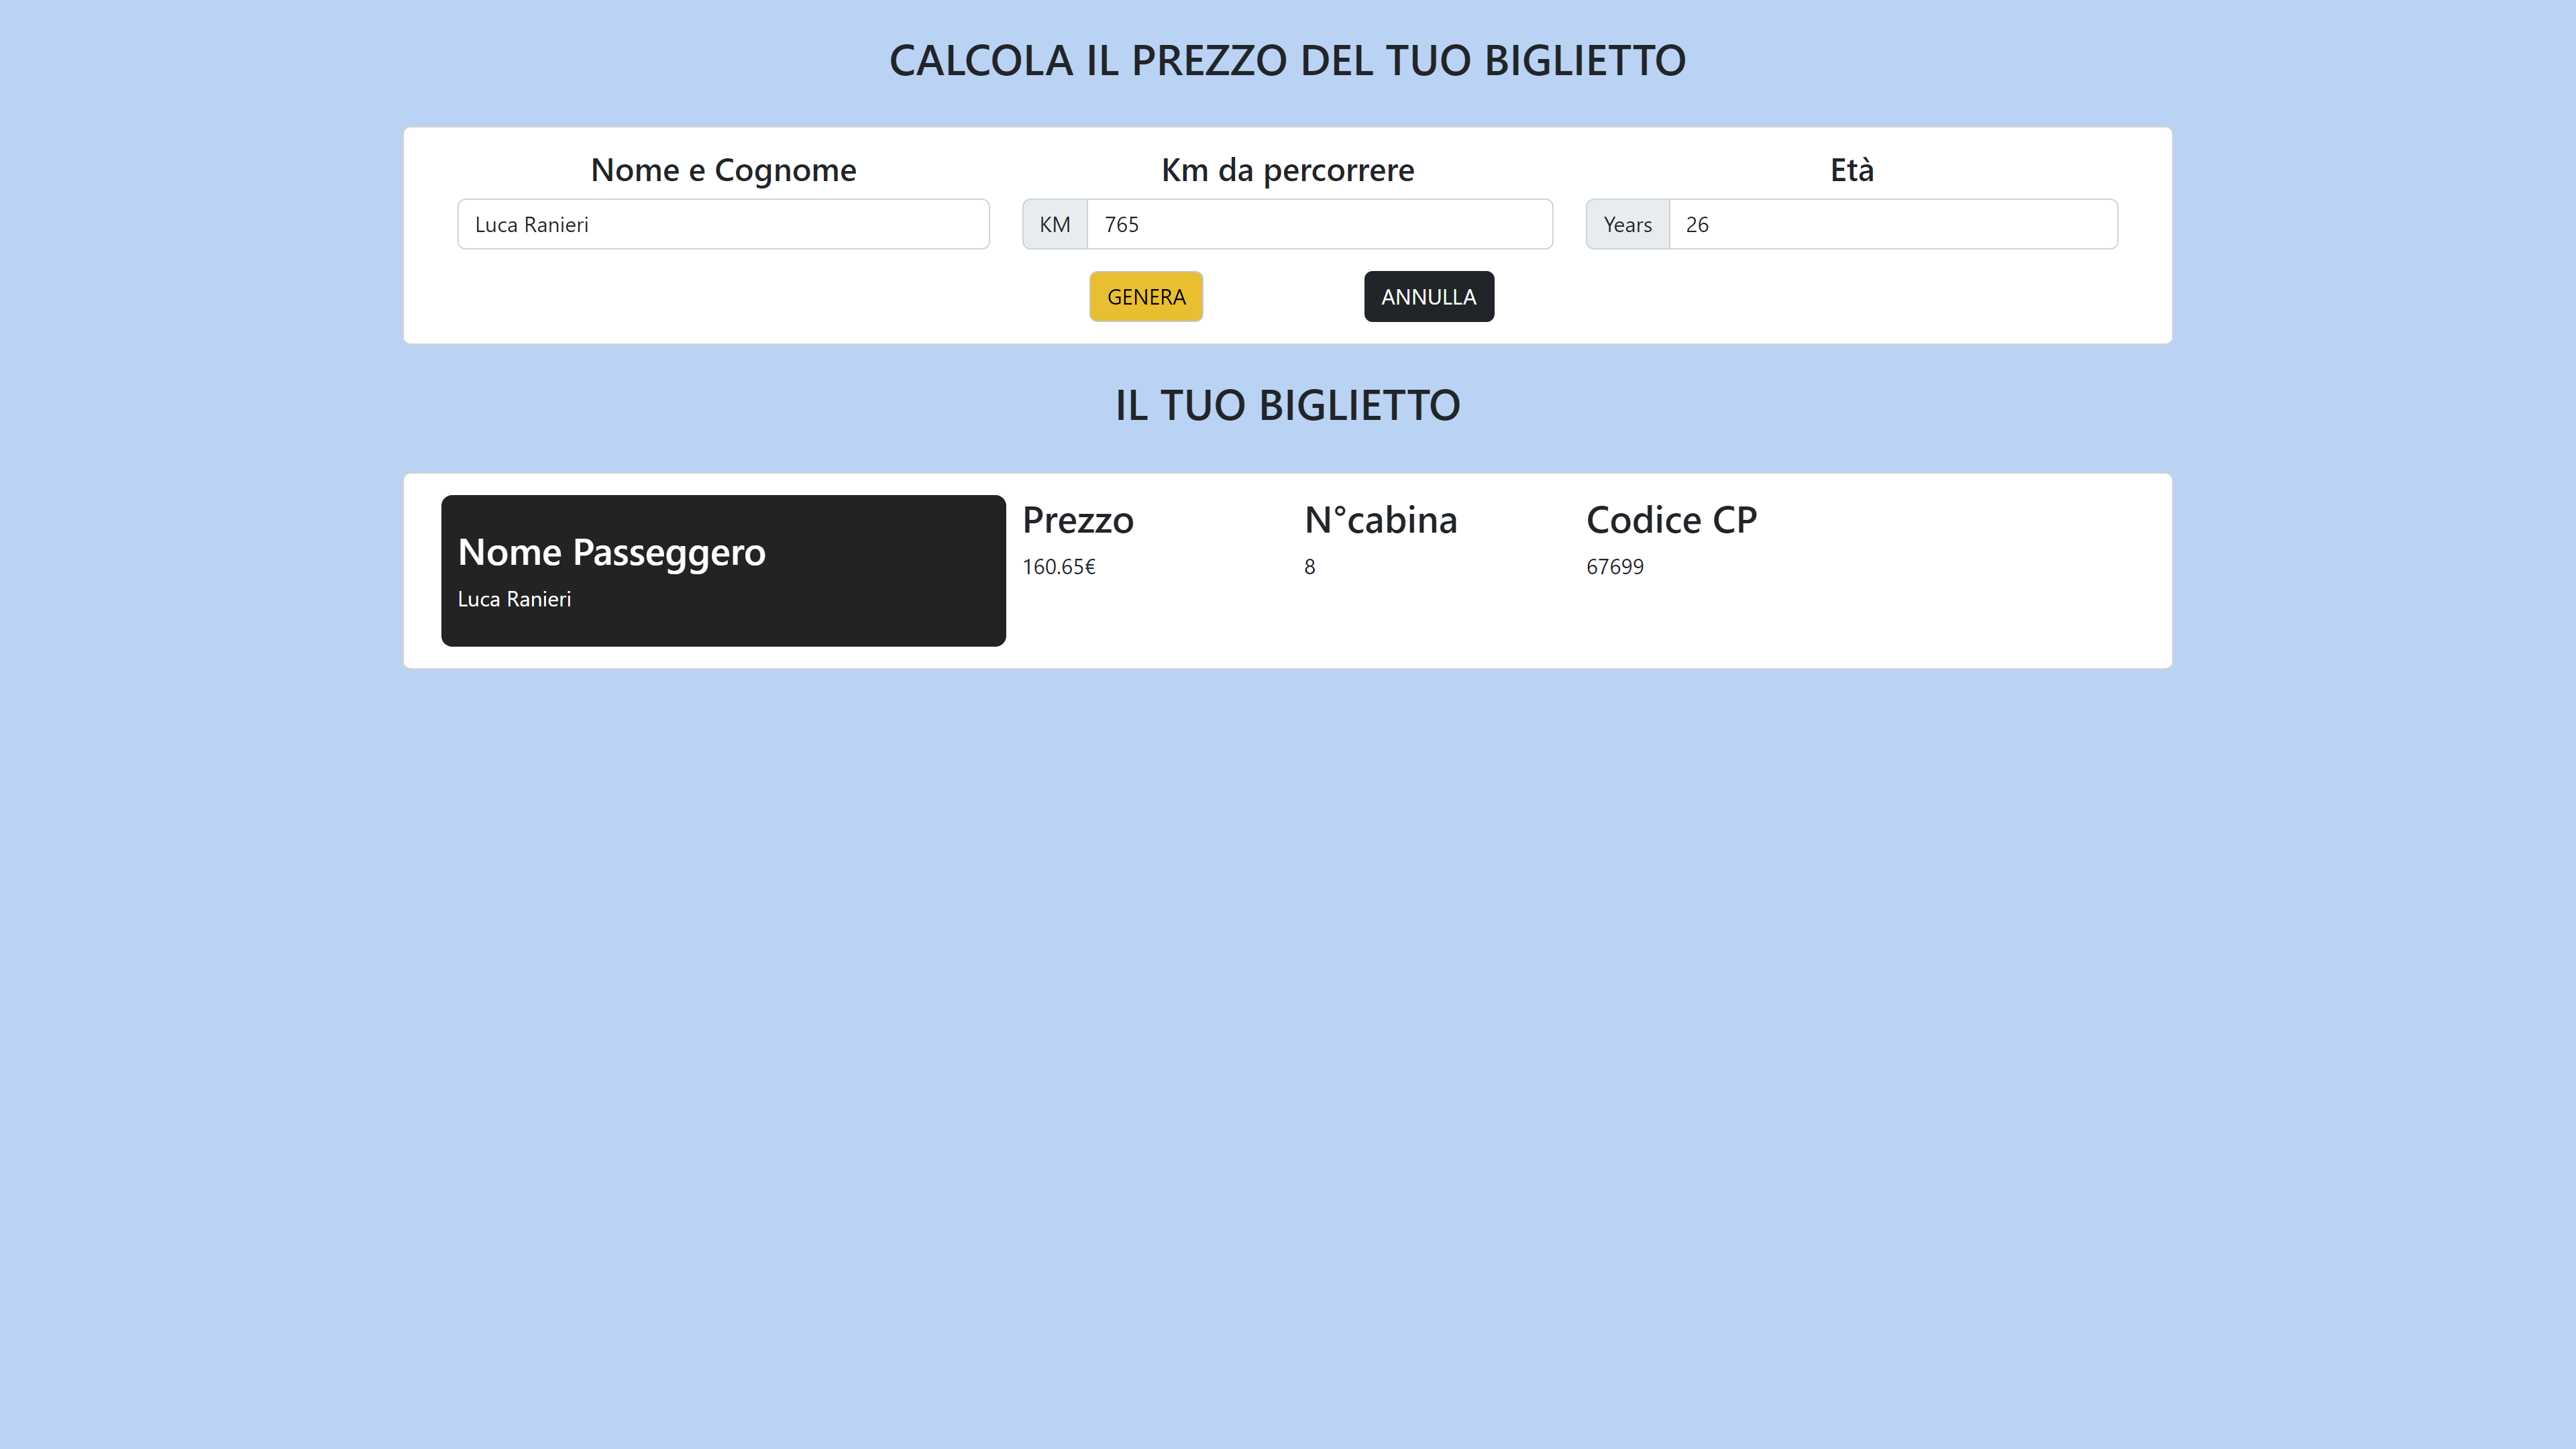 CALCOLA IL PREZZO DEL TUO BIGLIETTO
Nome e Cognome Km da percorrere Età
Luca Ranieri KM 765 Years 26
GENERA ANNULLA
IL TUO BIGLIETTO
Nome Passeggero
Luca Ranieri
Prezzo N°cabina Codice CP
160.65€ 8 67699